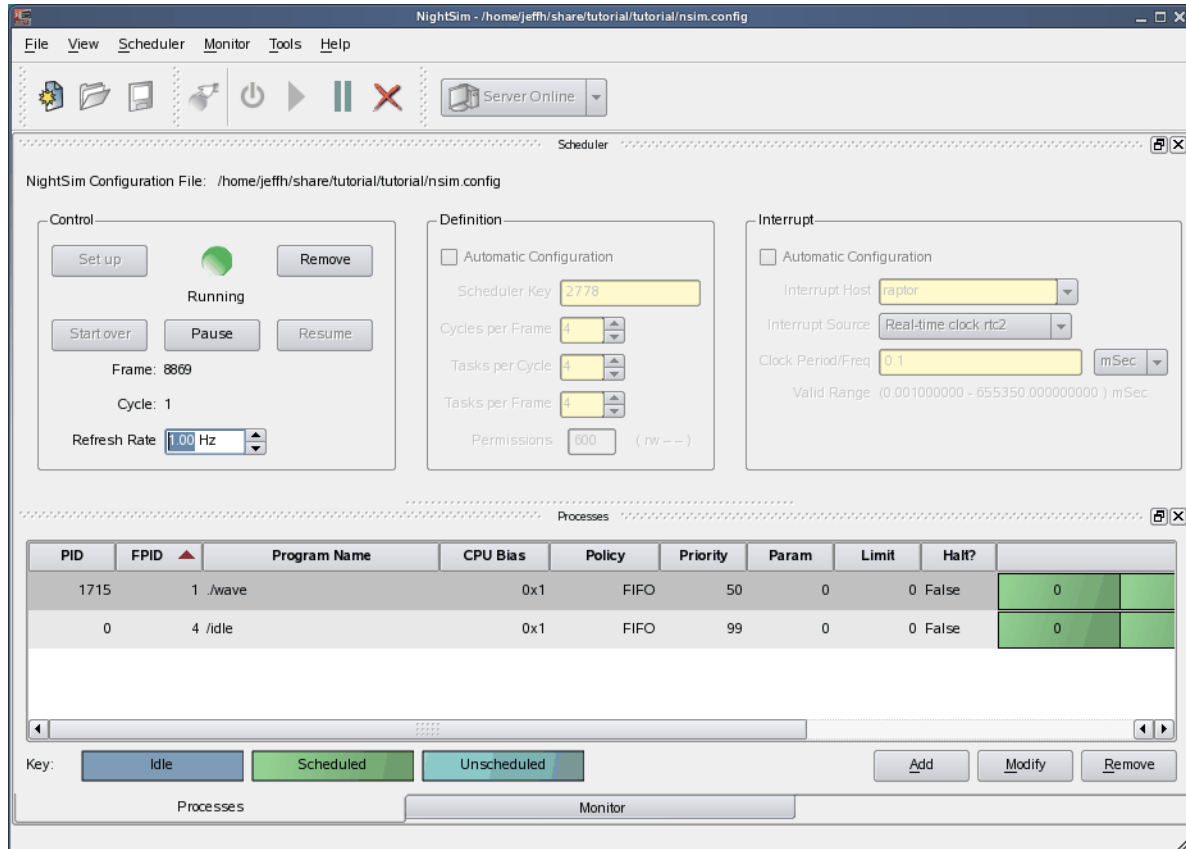 NightSim - /home/jeffh/share/tutorial/tutorial/nsim.config
File View Scheduler Monitor Tools Help
Server Online
Scheduler
NightSim Configuration File: /home/jeffh/share/tutorial/tutorial/nsim.config
Control Definition Interrupt
Set up Remove Automatic Configuration Automatic Configuration
Running Scheduler Key 2778 Interrupt Host raptor
Start over Pause Resume Cycles per Frame 4 Interrupt Source Real-time clock rtc2
Frame: 8869 Tasks per Cycle 4 Clock Period/Freq 0.1 mSec
Cycle: 1 Tasks per Frame 4 Valid Range (0.001000000 - 655350.000000000 ) mSec
Refresh Rate 1.00 Hz Permissions 600 ( rw -- -- )
Processes
PID FPID Program Name CPU Bias Policy Priority Param Limit Halt?
1715 1 ./wave 0x1 FIFO 50 0 0 False 0
0 4 /idle 0x1 FIFO 99 0 0 False 0
Key: Idle Scheduled Unscheduled Add Modify Remove
Processes Monitor